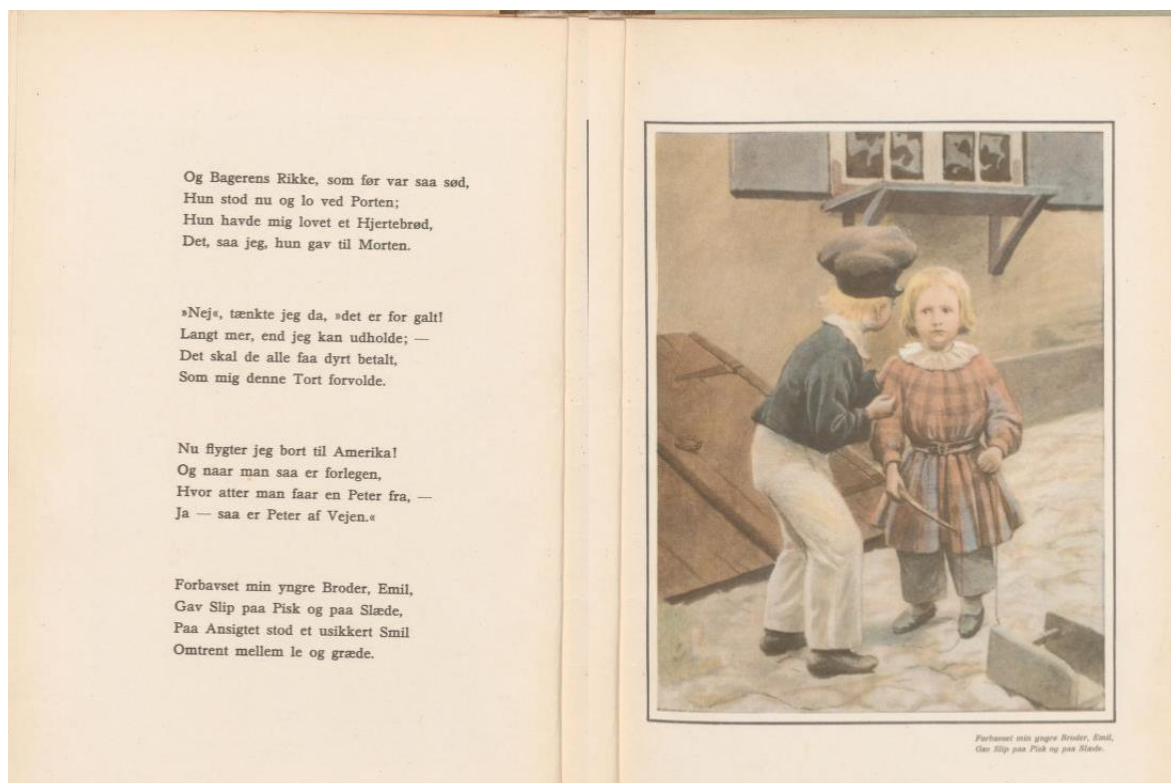 Og Bagerens Rikke, som før var saa sød,
Hun stod nu og lo ved Porten;
Hun havde mig lovet et Hjertebrød,
Det, saa jeg, hun gav til Morten.
»Nej«, tænkte jeg da, »det er for galt!
Langt mer, end jeg kan udholde; —
Det skal de alle faa dyrt betalt,
Som mig denne Tort forvolde.
Nu flygter jeg bort til Amerika!
Og naar man saa er forlegen,
Hvor atter man faar en Peter fra, —
Ja — saa er Peter af Vejen.«
Forbavset min yngre Broder, Emil,
Gav Slip paa Pisk og paa Slæde,
Paa Ansigtet stod et usikkert Smil
Omtrent mellem le og græde.
Forbavset min yngre Broder, Emil,
Gav Slip paa Pisk og paa Slæde.